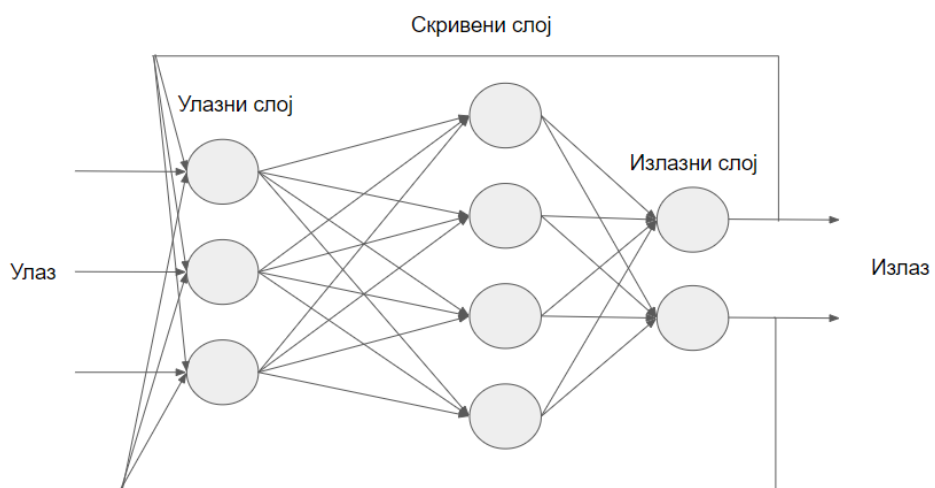 Скривени слој
Улазни слој
Излазни слој
Улаз
Излаз